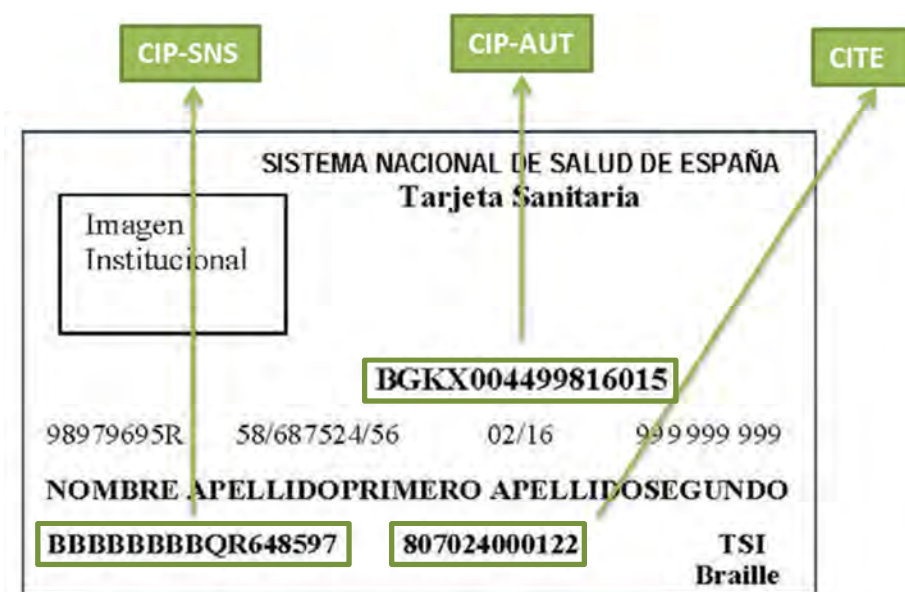 CIP-SNS
CIP-AUT
CITE
SISTEMA NACIONAL DE SALUD DE ESPAÑA
Tarjeta Sanitaria
Imagen
Institucional
BGKX004499816015
98979695R 58/687524/56 02/16 999 999 999
NOMBRE APELLIDOPRIMERO APELLIDOSEGUNDO
BBBBBBBBQR648597 807024000122 TSI
Braille